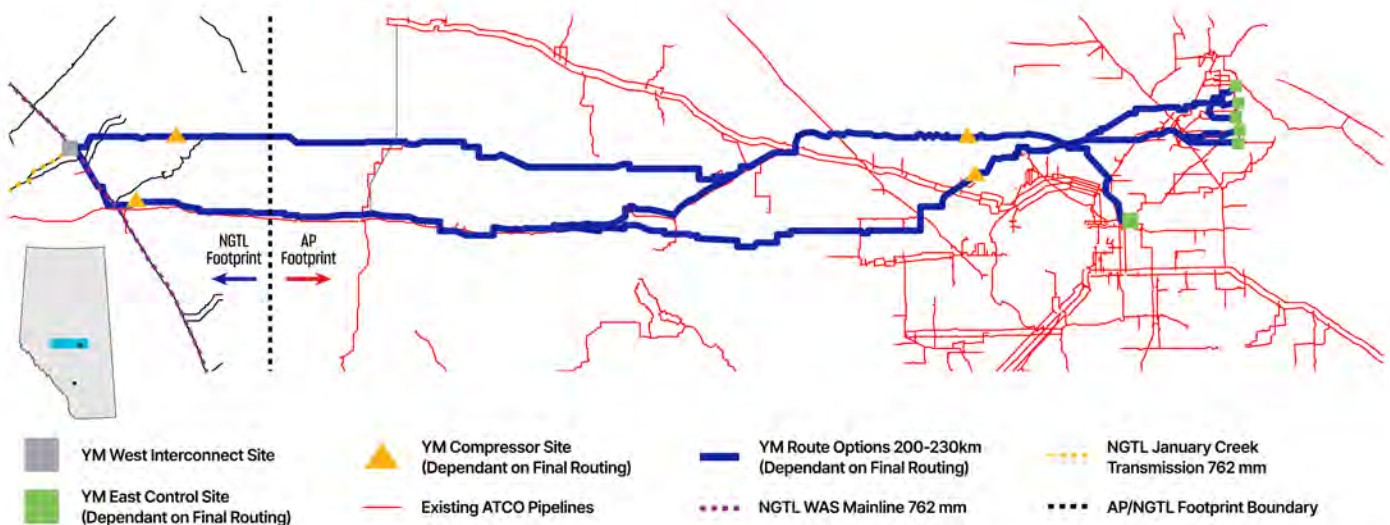 NGTL AP
Footprint Footprint
YM West Interconnect Site
YM East Control Site
(Dependant on Final Routing)
YM Compressor Site
(Dependant on Final Routing)
Existing ATCO Pipelines
YM Route Options 200-230km
(Dependant on Final Routing)
NGTL WAS Mainline 762 mm
NGTL January Creek
Transmission 762 mm
AP/NGTL Footprint Boundary